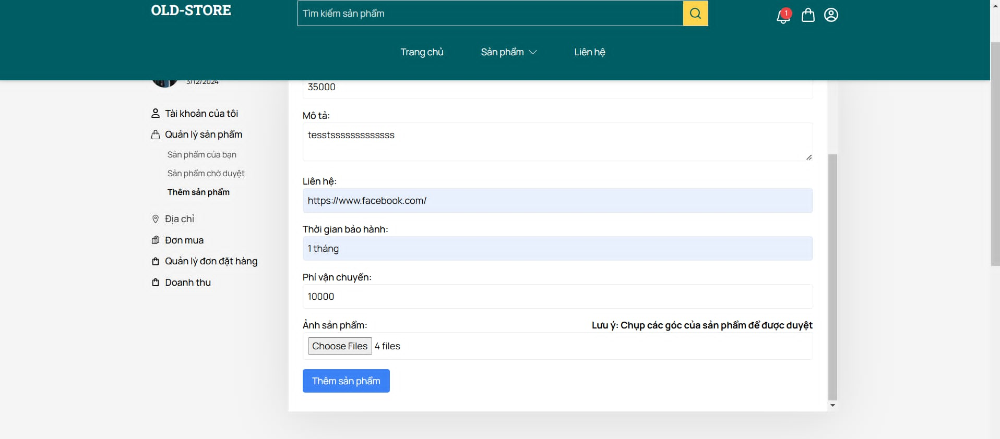 OLD-STORE
Tìm kiếm sản phẩm
1
Trang chủ
Sản phẩm
Liên hệ
3/12/2024
Tài khoản của tôi
Quản lý sản phẩm
Sản phẩm của bạn
Sản phẩm chờ duyệt
Thêm sản phẩm
Địa chỉ
Đơn mua
Quản lý đơn đặt hàng
Doanh thu
35000
Mô tả:
tesstssssssssssssss
Liên hệ:
https://www.facebook.com/
Thời gian bảo hành:
1 tháng
Phí vận chuyển:
10000
Ảnh sản phẩm:
Lưu ý: Chụp các góc của sản phẩm để được duyệt
Choose Files 4 files
Thêm sản phẩm